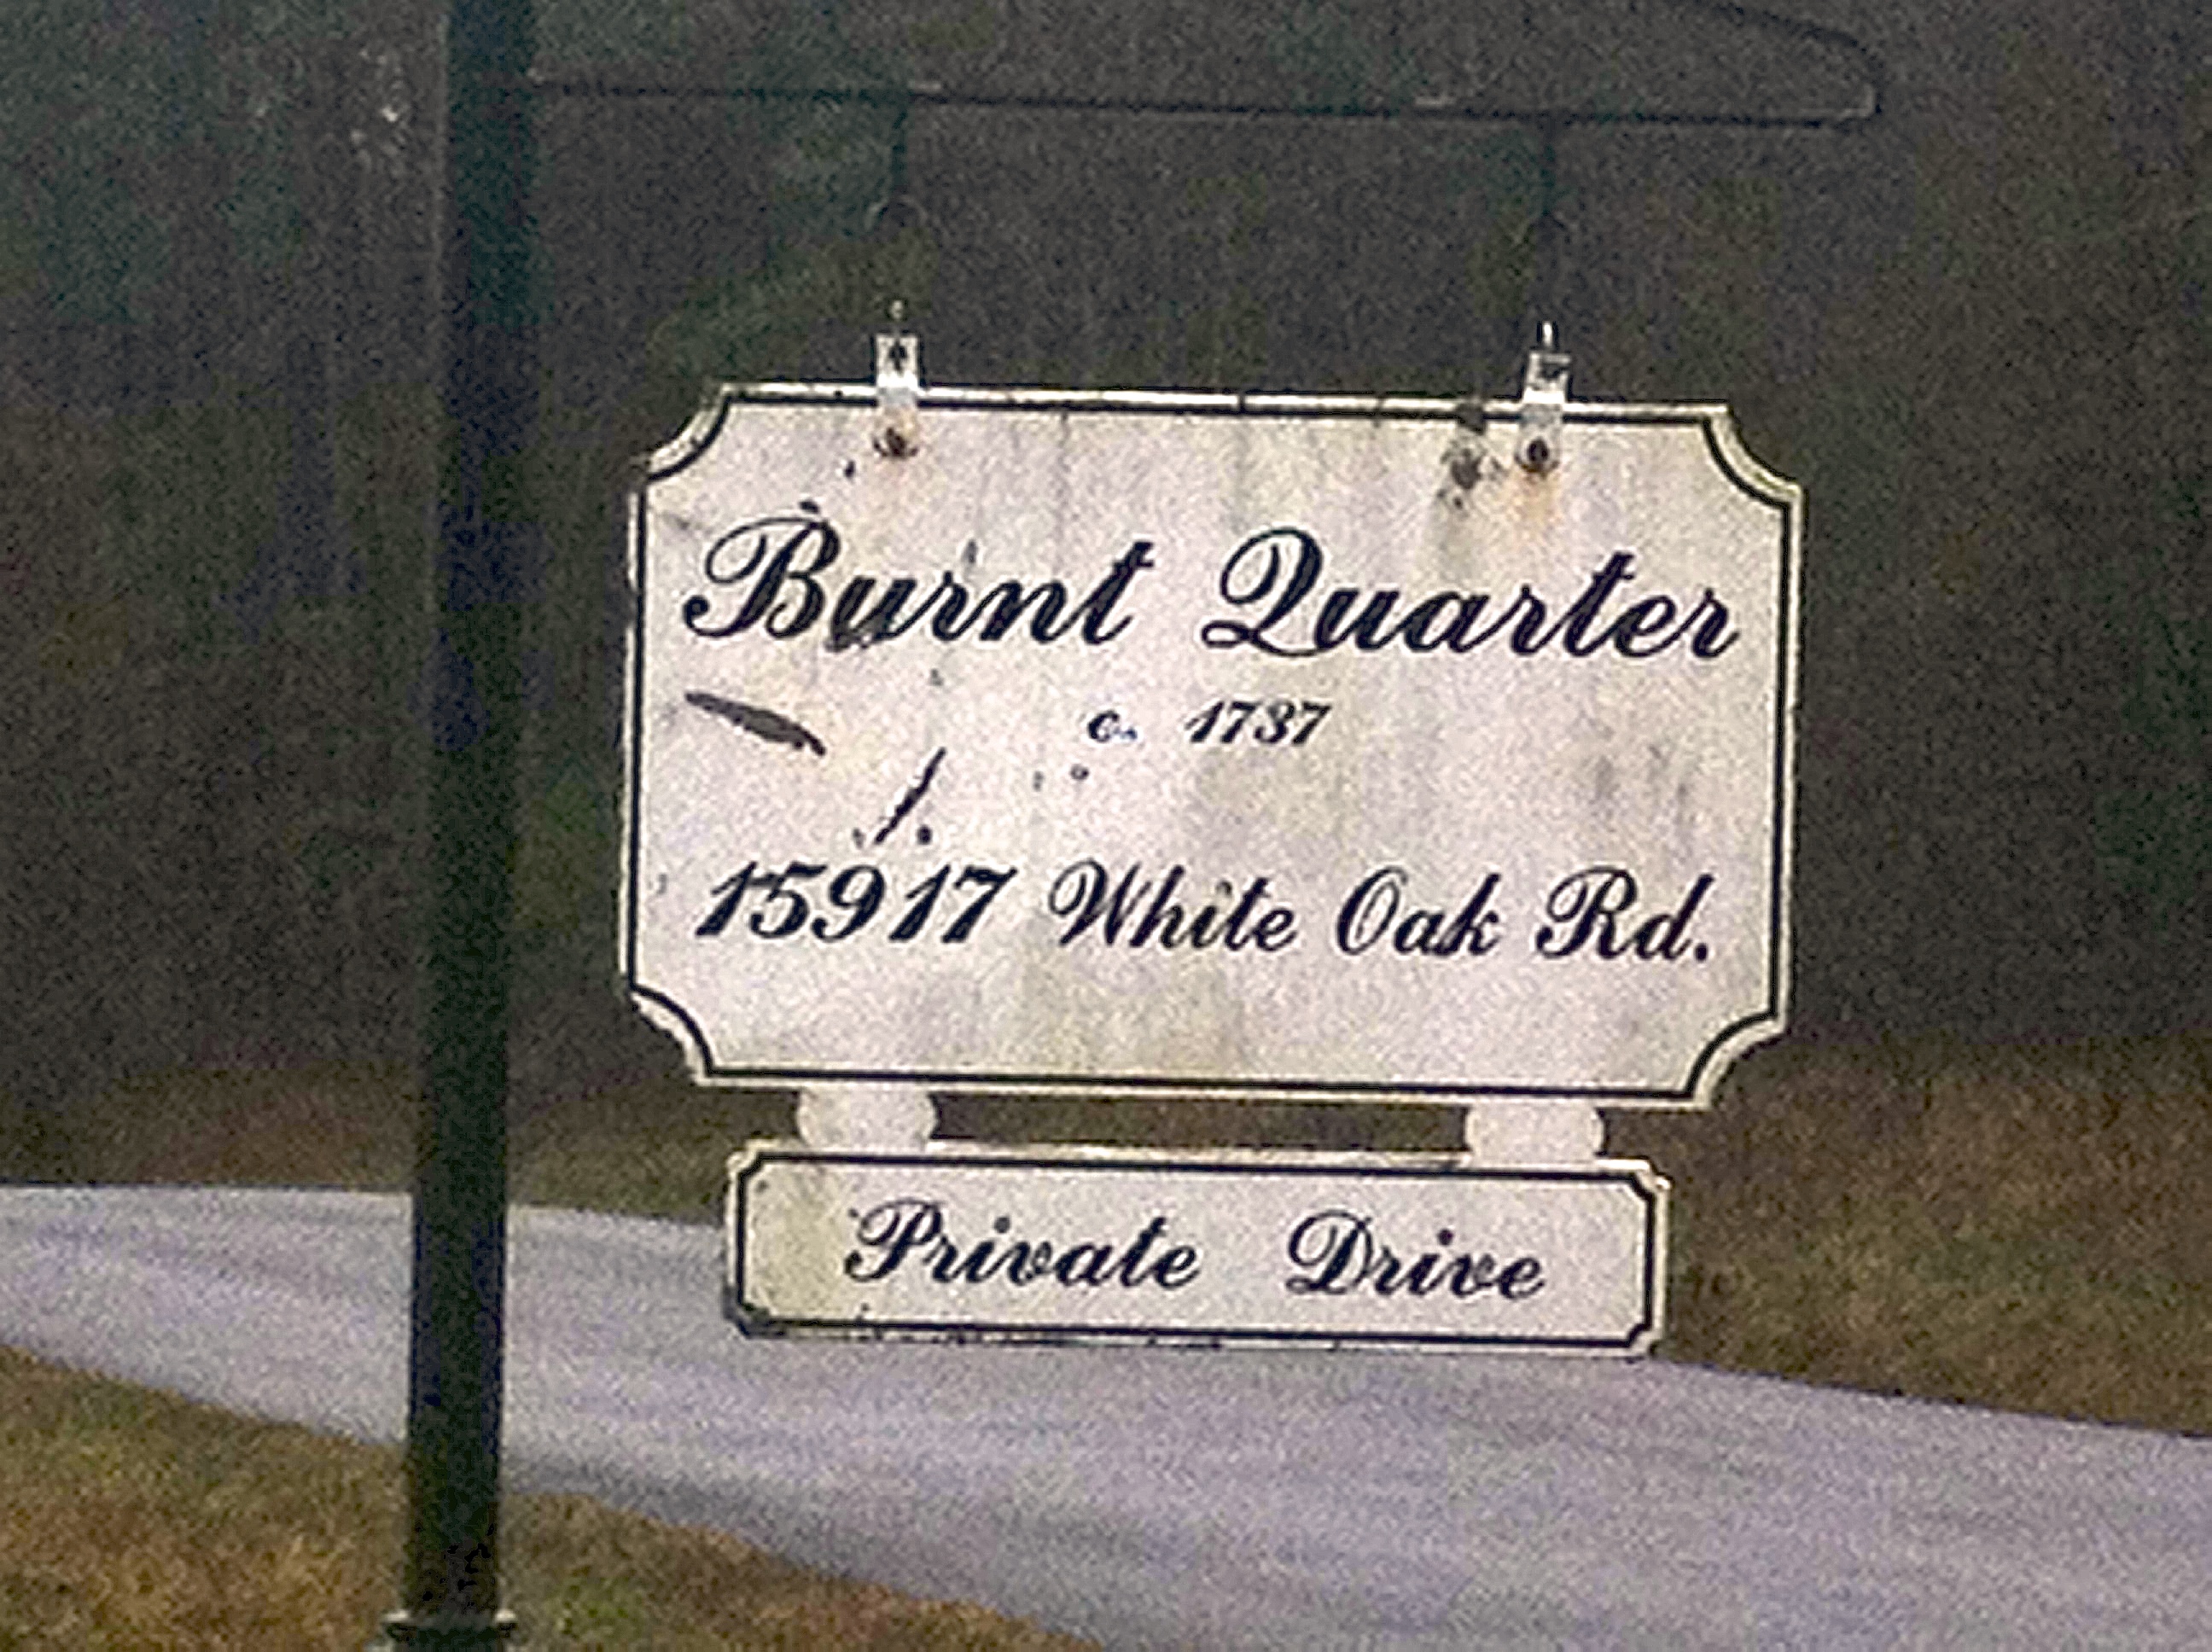 Burnt Quarter
c. 1737
15917 White Oak Rd.
Private Drive